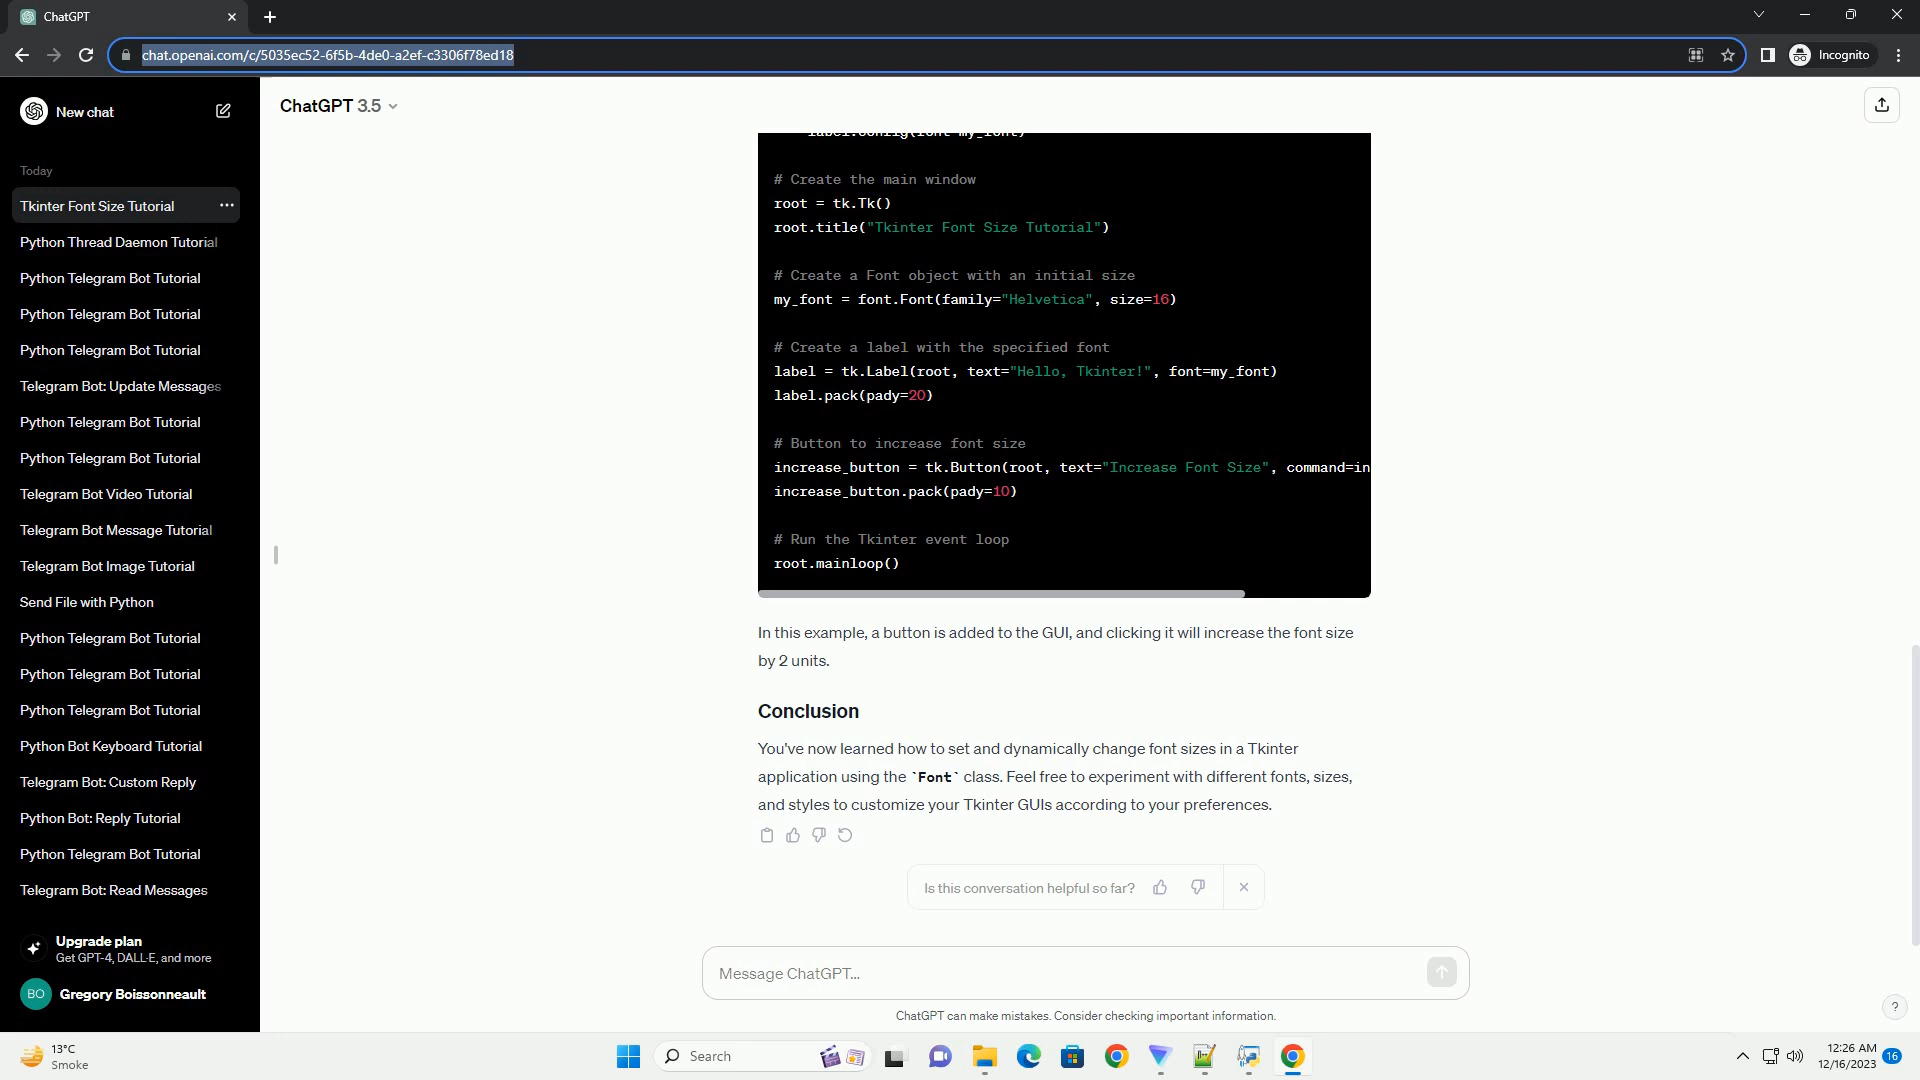 ChatGPT
chat.openai.com/c/5035ec52-6f5b-4de0-a2ef-c3306f78ed18
Incognito
New chat
ChatGPT 3.5
Today
Tkinter Font Size Tutorial
Python Thread Daemon Tutorial
Python Telegram Bot Tutorial
Python Telegram Bot Tutorial
Python Telegram Bot Tutorial
Telegram Bot: Update Messages
Python Telegram Bot Tutorial
Python Telegram Bot Tutorial
Telegram Bot Video Tutorial
Telegram Bot Message Tutorial
Telegram Bot Image Tutorial
Send File with Python
Python Telegram Bot Tutorial
Python Telegram Bot Tutorial
Python Telegram Bot Tutorial
Python Bot Keyboard Tutorial
Telegram Bot: Custom Reply
Python Bot: Reply Tutorial
Python Telegram Bot Tutorial
Telegram Bot: Read Messages
Upgrade plan
Get GPT-4, DALL·E, and more
BO Gregory Boissonneault
# Create the main window
root = tk.Tk()
root.title("Tkinter Font Size Tutorial")
# Create a Font object with an initial size
my_font = font.Font(family="Helvetica", size=16)
# Create a label with the specified font
label = tk.Label(root, text="Hello, Tkinter!", font=my_font)
label.pack(pady=20)
# Button to increase font size
increase_button = tk.Button(root, text="Increase Font Size", command=in
increase_button.pack(pady=10)
# Run the Tkinter event loop
root.mainloop()
In this example, a button is added to the GUI, and clicking it will increase the font size
by 2 units.
Conclusion
You've now learned how to set and dynamically change font sizes in a Tkinter
application using the `Font` class. Feel free to experiment with different fonts, sizes,
and styles to customize your Tkinter GUIs according to your preferences.
Is this conversation helpful so far?
Message ChatGPT...
ChatGPT can make mistakes. Consider checking important information.
?
13°C
Smoke
Search
12:26 AM
12/16/2023
16